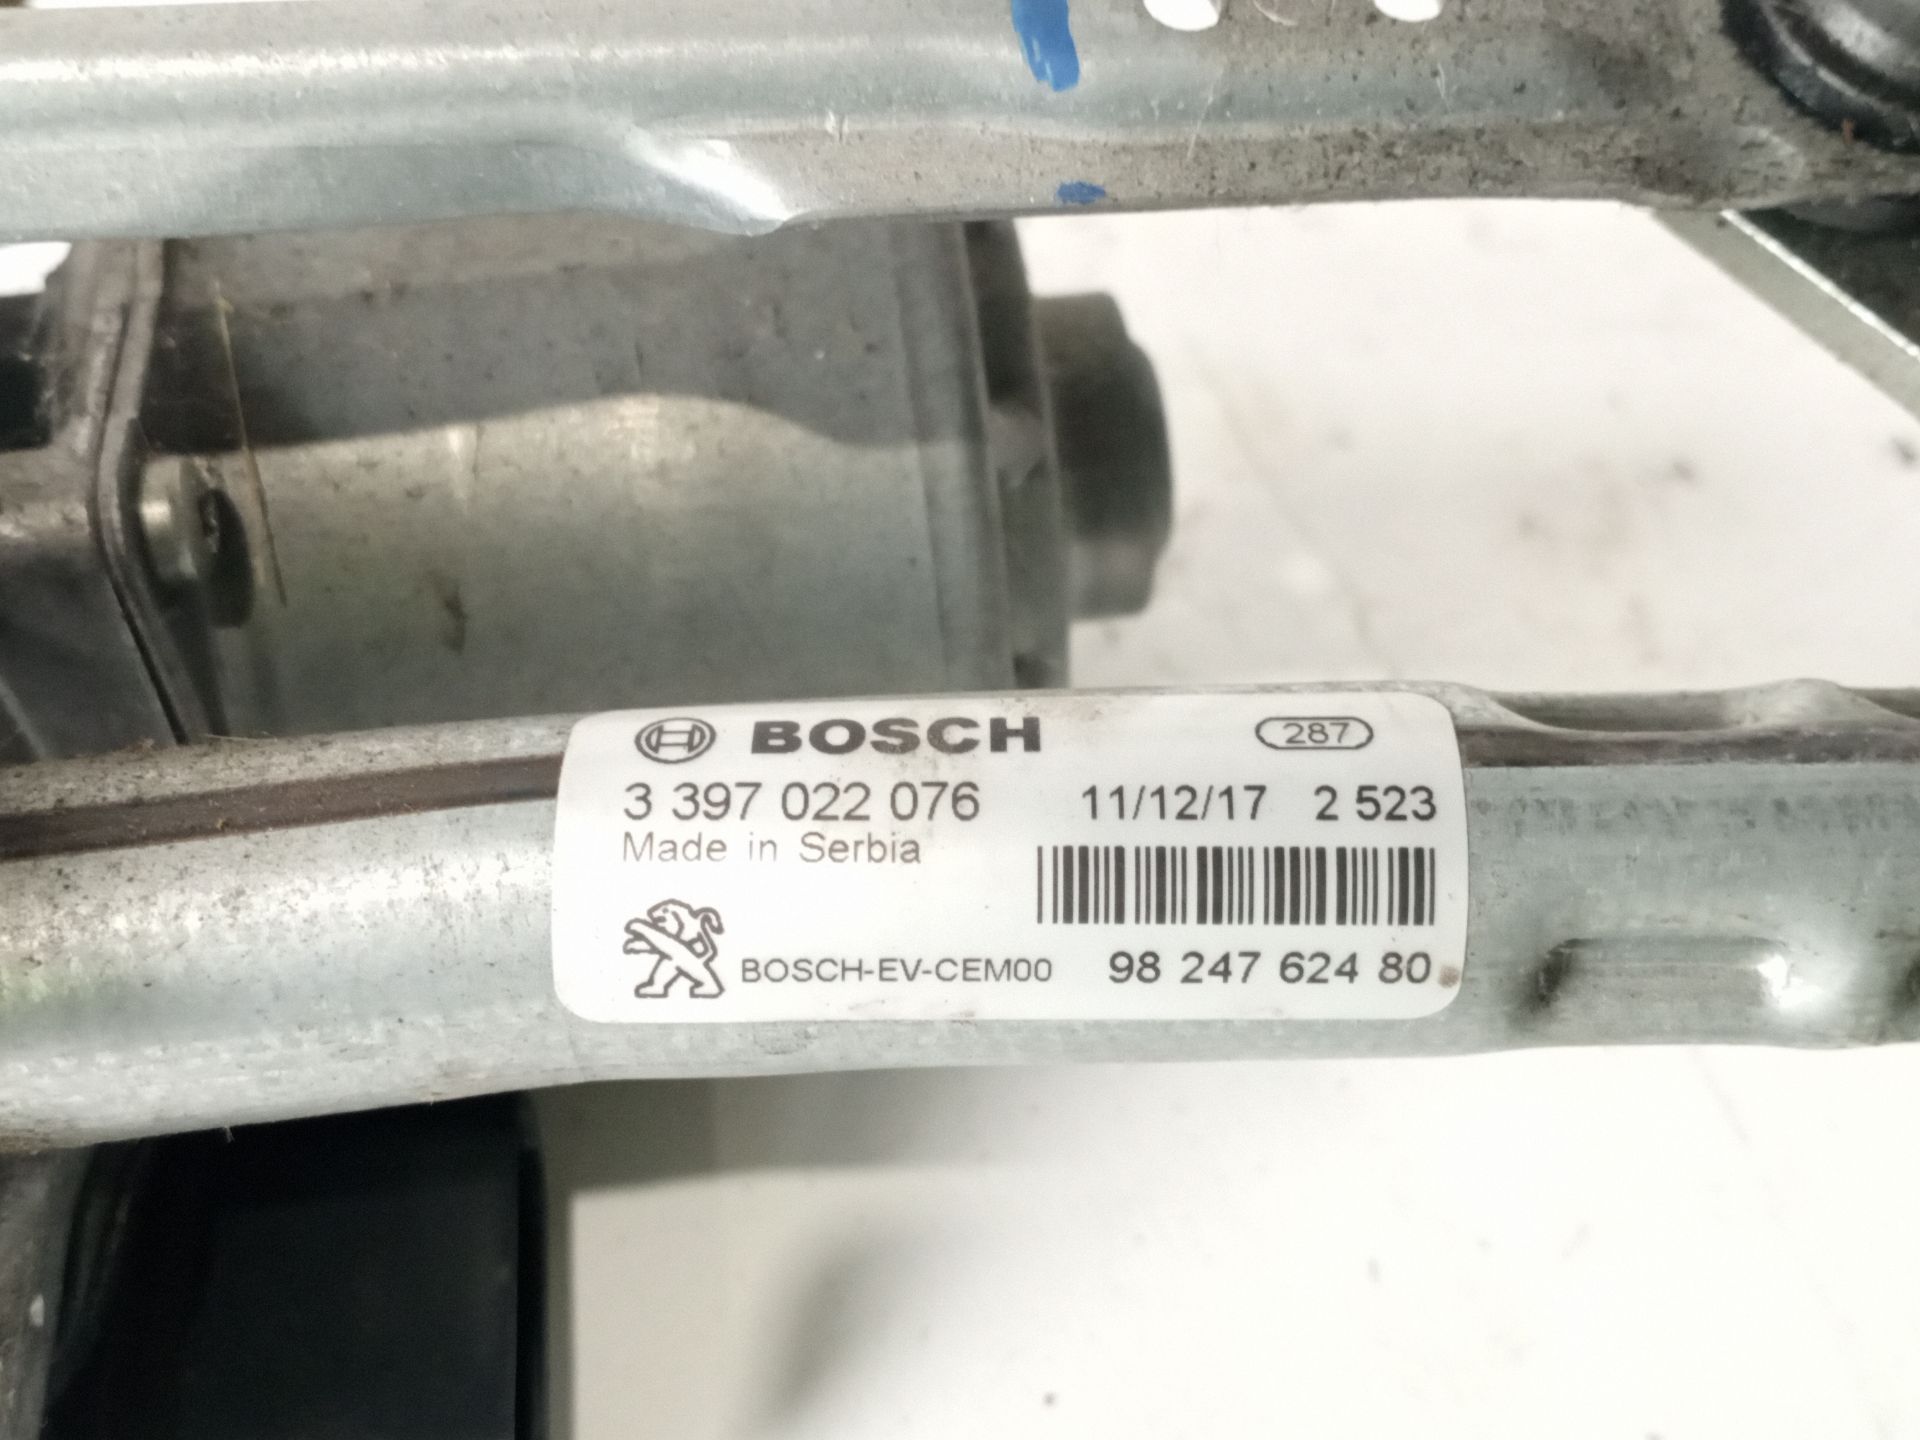 BOSCH 287
3 397 022 076 11/12/17 2 523
Made in Serbia
BOSCH-EV-CEM00 98 247 624 80